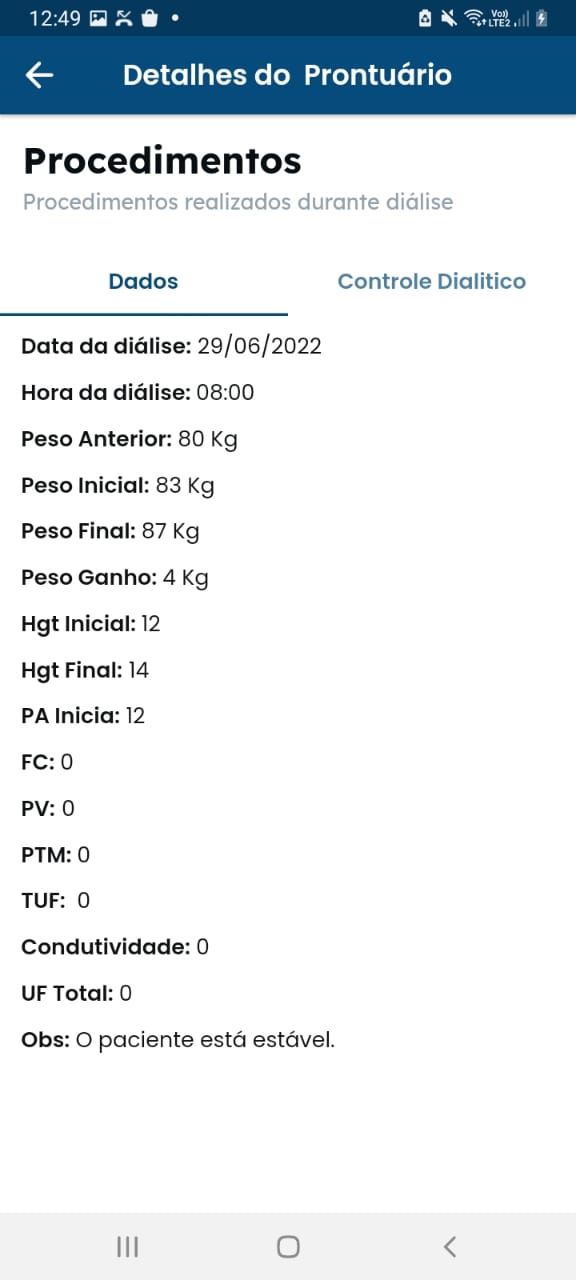 12:49
Vo))
LTE2
Detalhes do Prontuário
Procedimentos
Procedimentos realizados durante diálise
Dados
Controle Dialitico
Data da diálise: 29/06/2022
Hora da diálise: 08:00
Peso Anterior: 80 Kg
Peso Inicial: 83 Kg
Peso Final: 87 Kg
Peso Ganho: 4 Kg
Hgt Inicial: 12
Hgt Final: 14
PA Inicia: 12
FC: 0
PV: 0
PTM: 0
TUF: 0
Condutividade: 0
UF Total: 0
Obs: O paciente está estável.